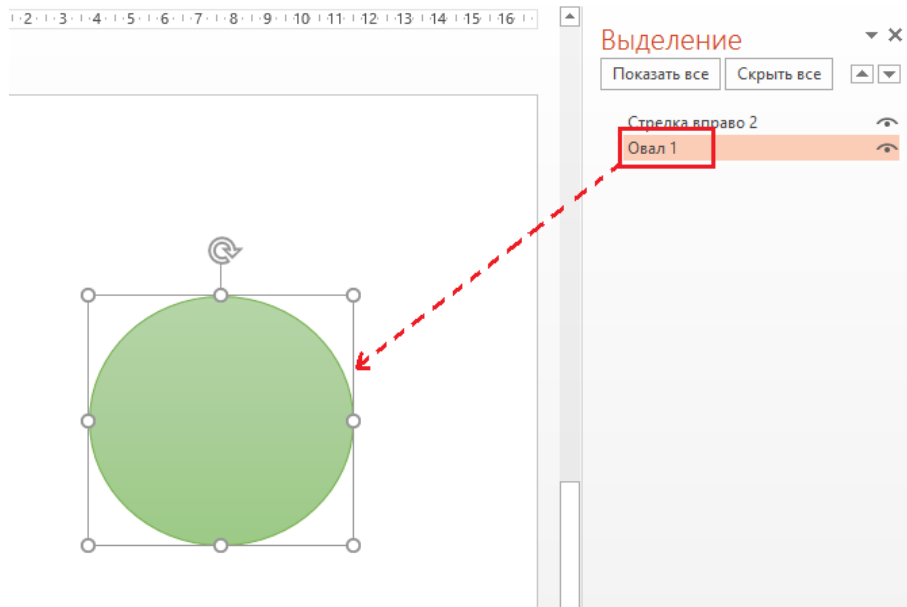 ·2·ı·3·ı·4·ı·5·ı·6·ı·7·ı·8·ı·9·ı·10·ı·11·ı·12·ı·13·ı·14·ı·15·ı·16·ı·
Выделение
Показать все Скрыть все
Стрелка вправо 2
Овал 1